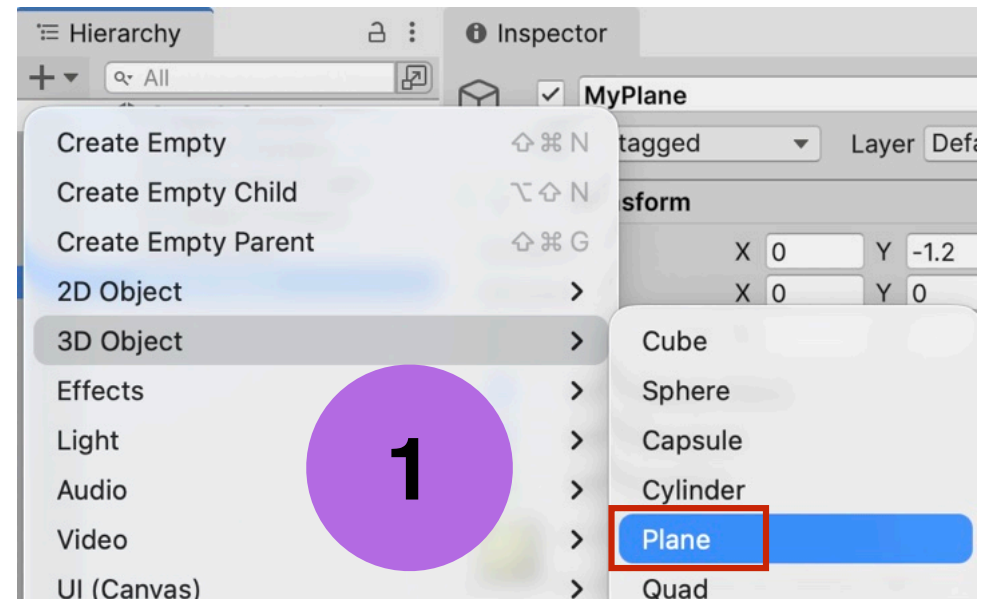 Hierarchy
Inspector
All
MyPlane
Create Empty ⇧ ⌘ N
tagged
Layer Defa
Create Empty Child ⌥ ⇧ N
sform
Create Empty Parent ⇧ ⌘ G
X 0 Y -1.2
2D Object
X 0 Y 0
3D Object
Cube
Effects
Sphere
Light
Capsule
1
Audio
Cylinder
Video
Plane
UI (Canvas)
Quad